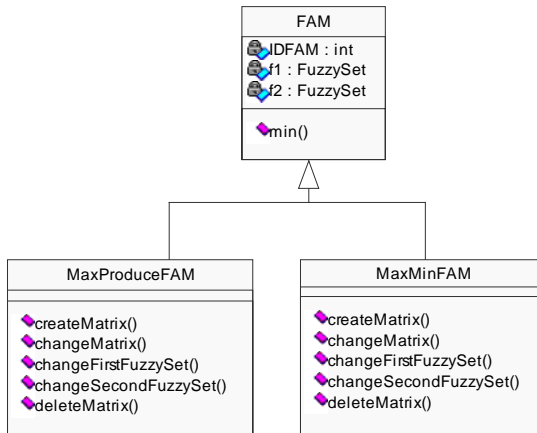 FAM
IDFAM : int
f1 : FuzzySet
f2 : FuzzySet
min()
MaxProduceFAM
createMatrix()
changeMatrix()
changeFirstFuzzySet()
changeSecondFuzzySet()
deleteMatrix()
MaxMinFAM
createMatrix()
changeMatrix()
changeFirstFuzzySet()
changeSecondFuzzySet()
deleteMatrix()